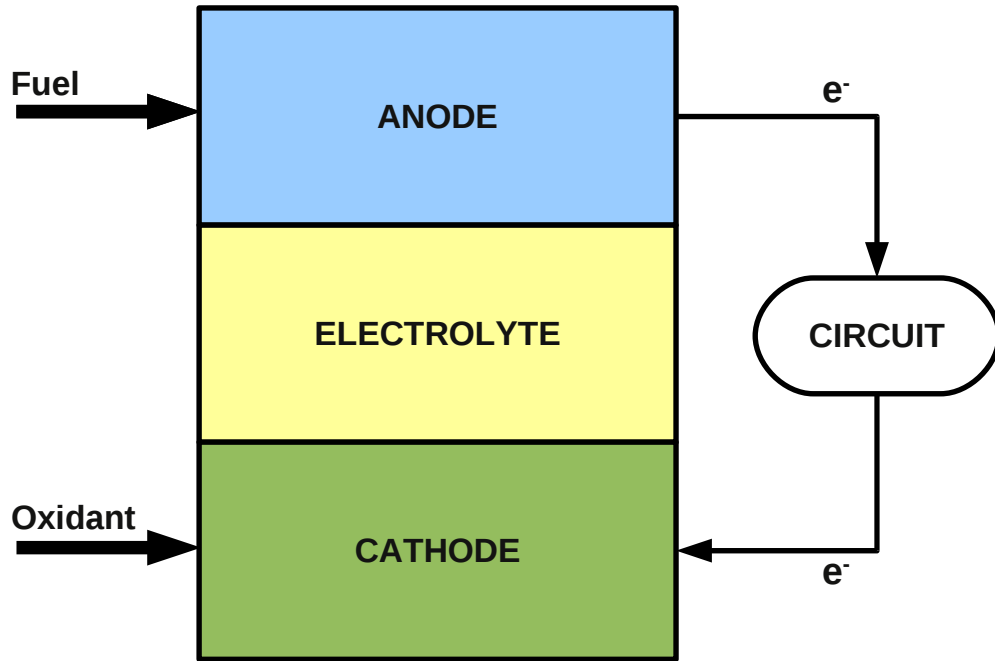 Fuel
ANODE
e-
ELECTROLYTE
CIRCUIT
Oxidant
CATHODE
e-